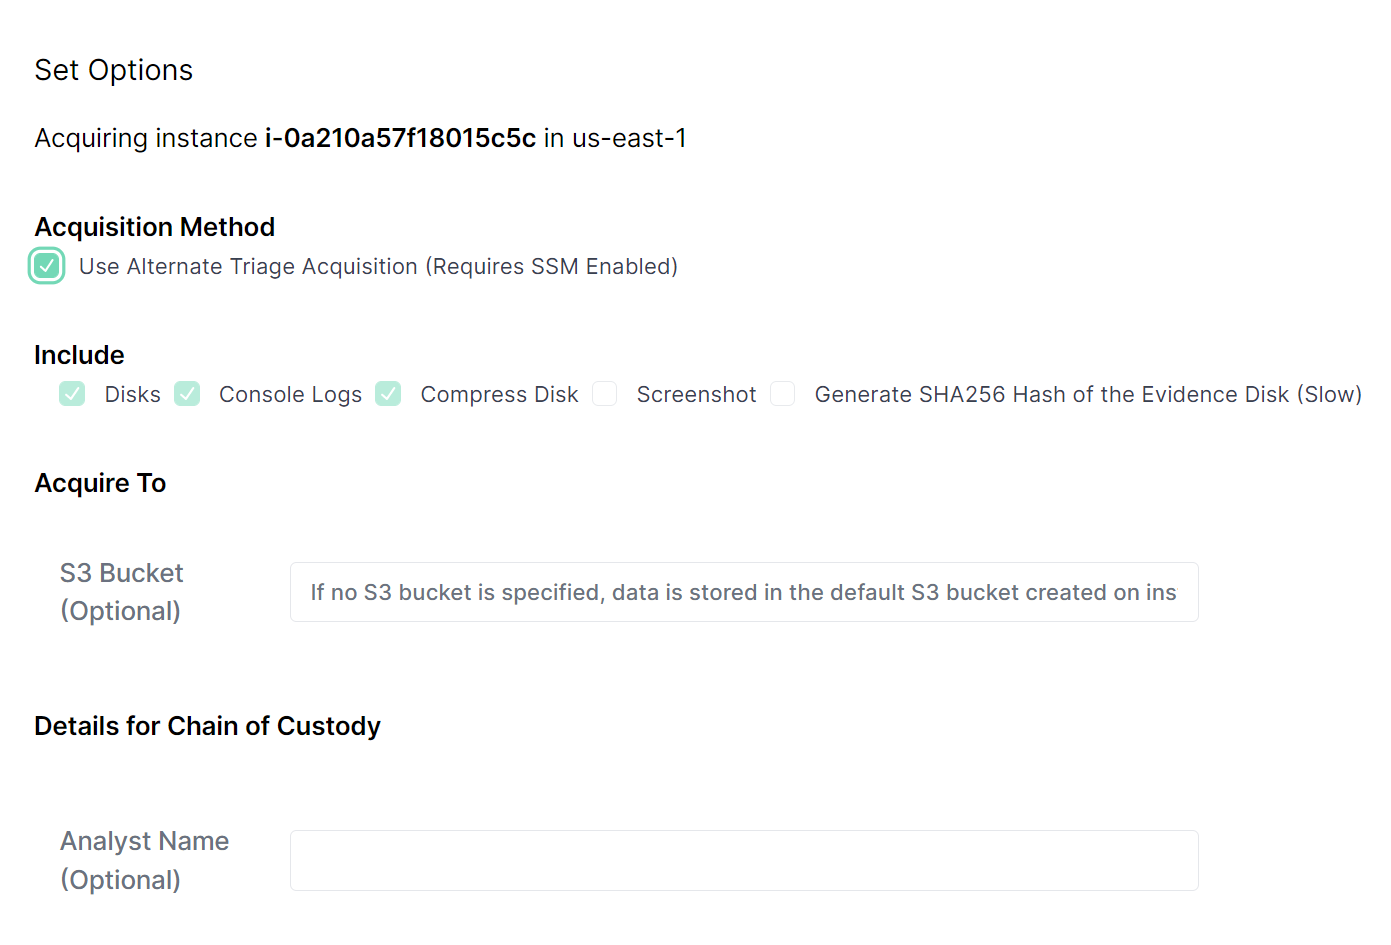 Set Options
Acquiring instance i-0a210a57f18015c5c in us-east-1
Acquisition Method
Use Alternate Triage Acquisition (Requires SSM Enabled)
Include
Disks Console Logs Compress Disk Screenshot Generate SHA256 Hash of the Evidence Disk (Slow)
Acquire To
S3 Bucket
(Optional)
If no S3 bucket is specified, data is stored in the default S3 bucket created on ins
Details for Chain of Custody
Analyst Name
(Optional)